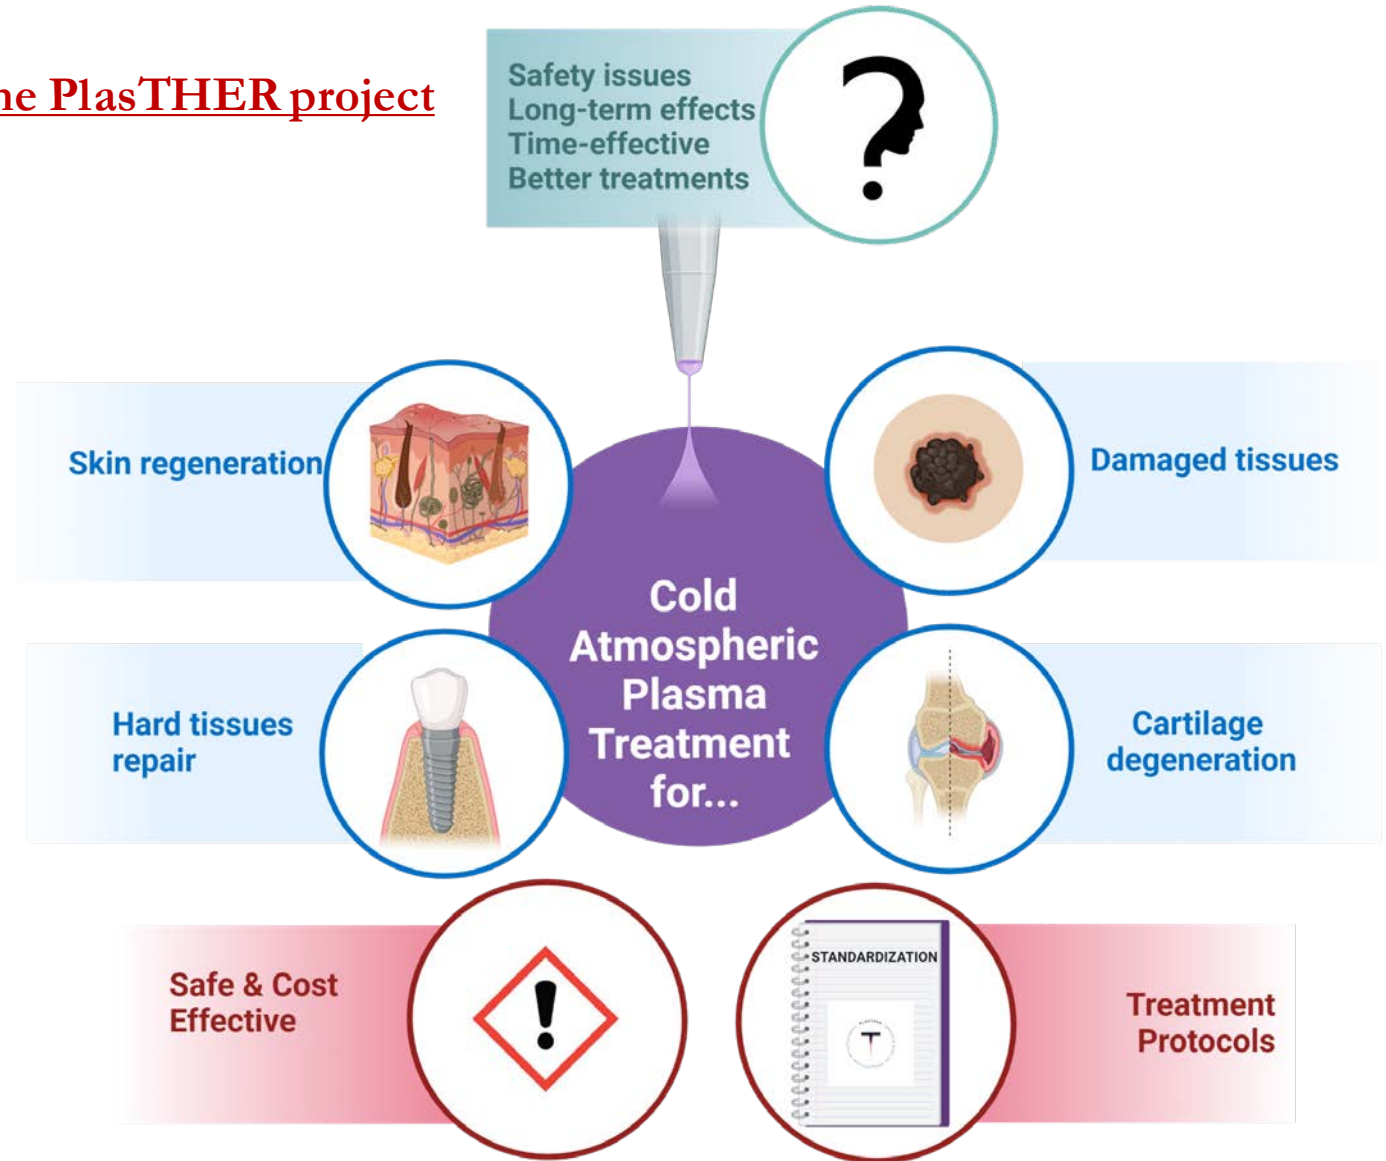 he PlasTHER project
Safety issues
Long-term effects
Time-effective
Better treatments
Skin regeneration
Damaged tissues
Cold
Atmospheric
Plasma
Treatment
for...
Hard tissues
repair
Cartilage
degeneration
Safe & Cost
Effective
STANDARDIZATION
T
Treatment
Protocols